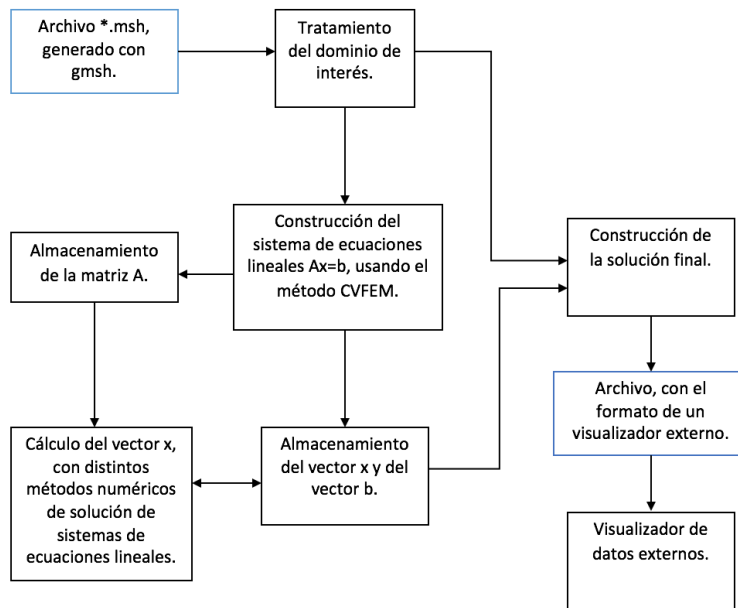 Archivo *.msh,
generado con
gmsh.
Tratamiento
del dominio de
interés.
Construcción del
sistema de ecuaciones
lineales Ax=b, usando el
método CVFEM.
Almacenamiento
de la matriz A.
Construcción de
la solución final.
Archivo, con el
formato de un
visualizador externo.
Cálculo del vector x,
con distintos
métodos numéricos
de solución de
sistemas de
ecuaciones lineales.
Almacenamiento
del vector x y del
vector b.
Visualizador de
datos externos.